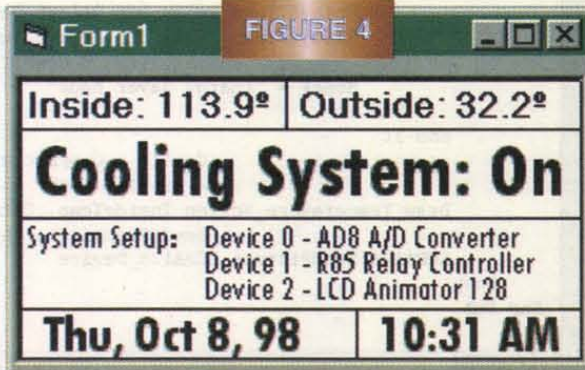 FIGURE 4
Form1
Inside: 113.9º Outside: 32.2º
Cooling System: On
System Setup: Device 0 - AD8 A/D Converter
Device 1 - R85 Relay Controller
Device 2 - LCD Animator 128
Thu, Oct 8, 98 10:31 AM